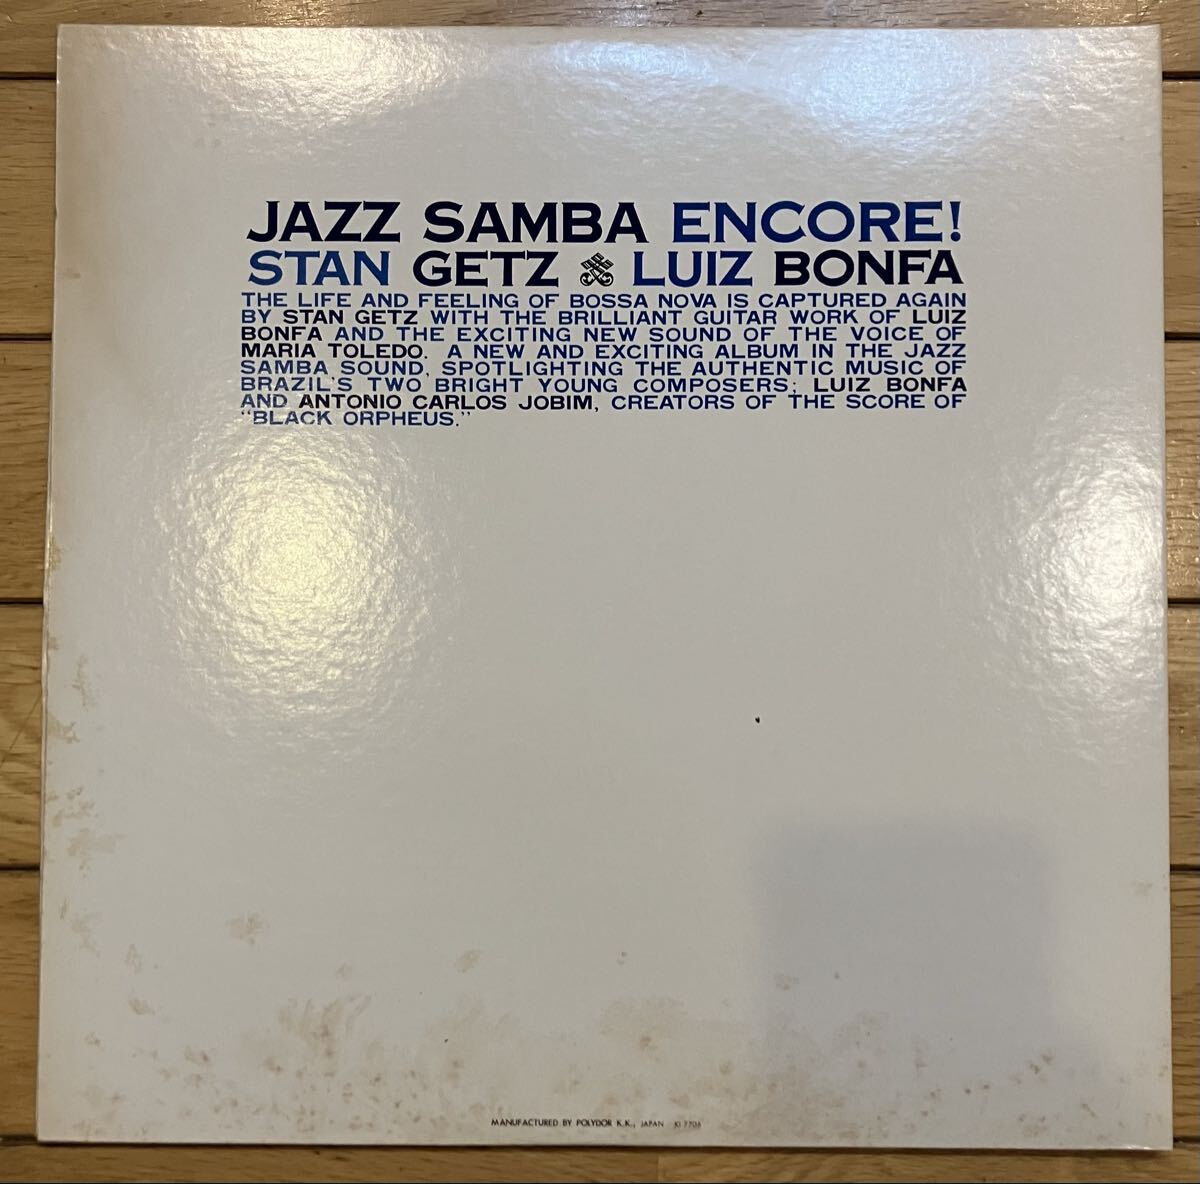 JAZZ SAMBA ENCORE!
STAN GETZ LUIZ BONFA
THE LIFE AND FEELING OF BOSSA NOVA IS CAPTURED AGAIN
BY STAN GETZ WITH THE BRILLIANT GUITAR WORK OF LUIZ
BONFA AND THE EXCITING NEW SOUND OF THE VOICE OF
MARIA TOLEDO. A NEW AND EXCITING ALBUM IN THE JAZZ
SAMBA SOUND, SPOTLIGHTING THE AUTHENTIC MUSIC OF
BRAZIL'S TWO BRIGHT YOUNG COMPOSERS; LUIZ BONFA
AND ANTONIO CARLOS JOBIM, CREATORS OF THE SCORE OF
"BLACK ORPHEUS."
MANUFACTURED BY POLYDOR K.K., JAPAN KI 7706